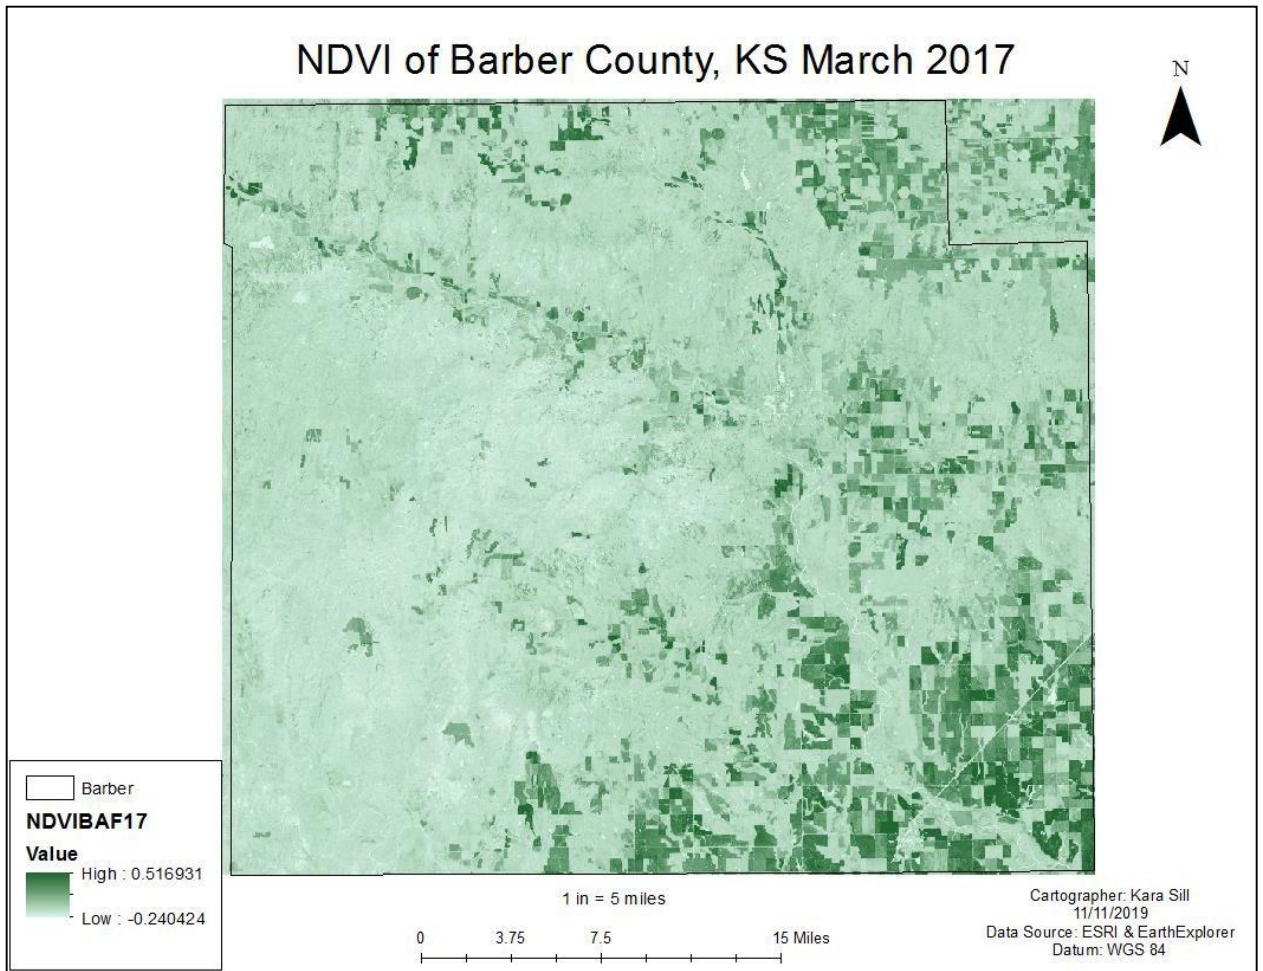 NDVI of Barber County, KS March 2017
N
Barber
NDVIBAF17
Value
High : 0.516931
Low : -0.240424
1 in = 5 miles
0 3.75 7.5 15 Miles
Cartographer: Kara Sill
11/11/2019
Data Source: ESRI & EarthExplorer
Datum: WGS 84